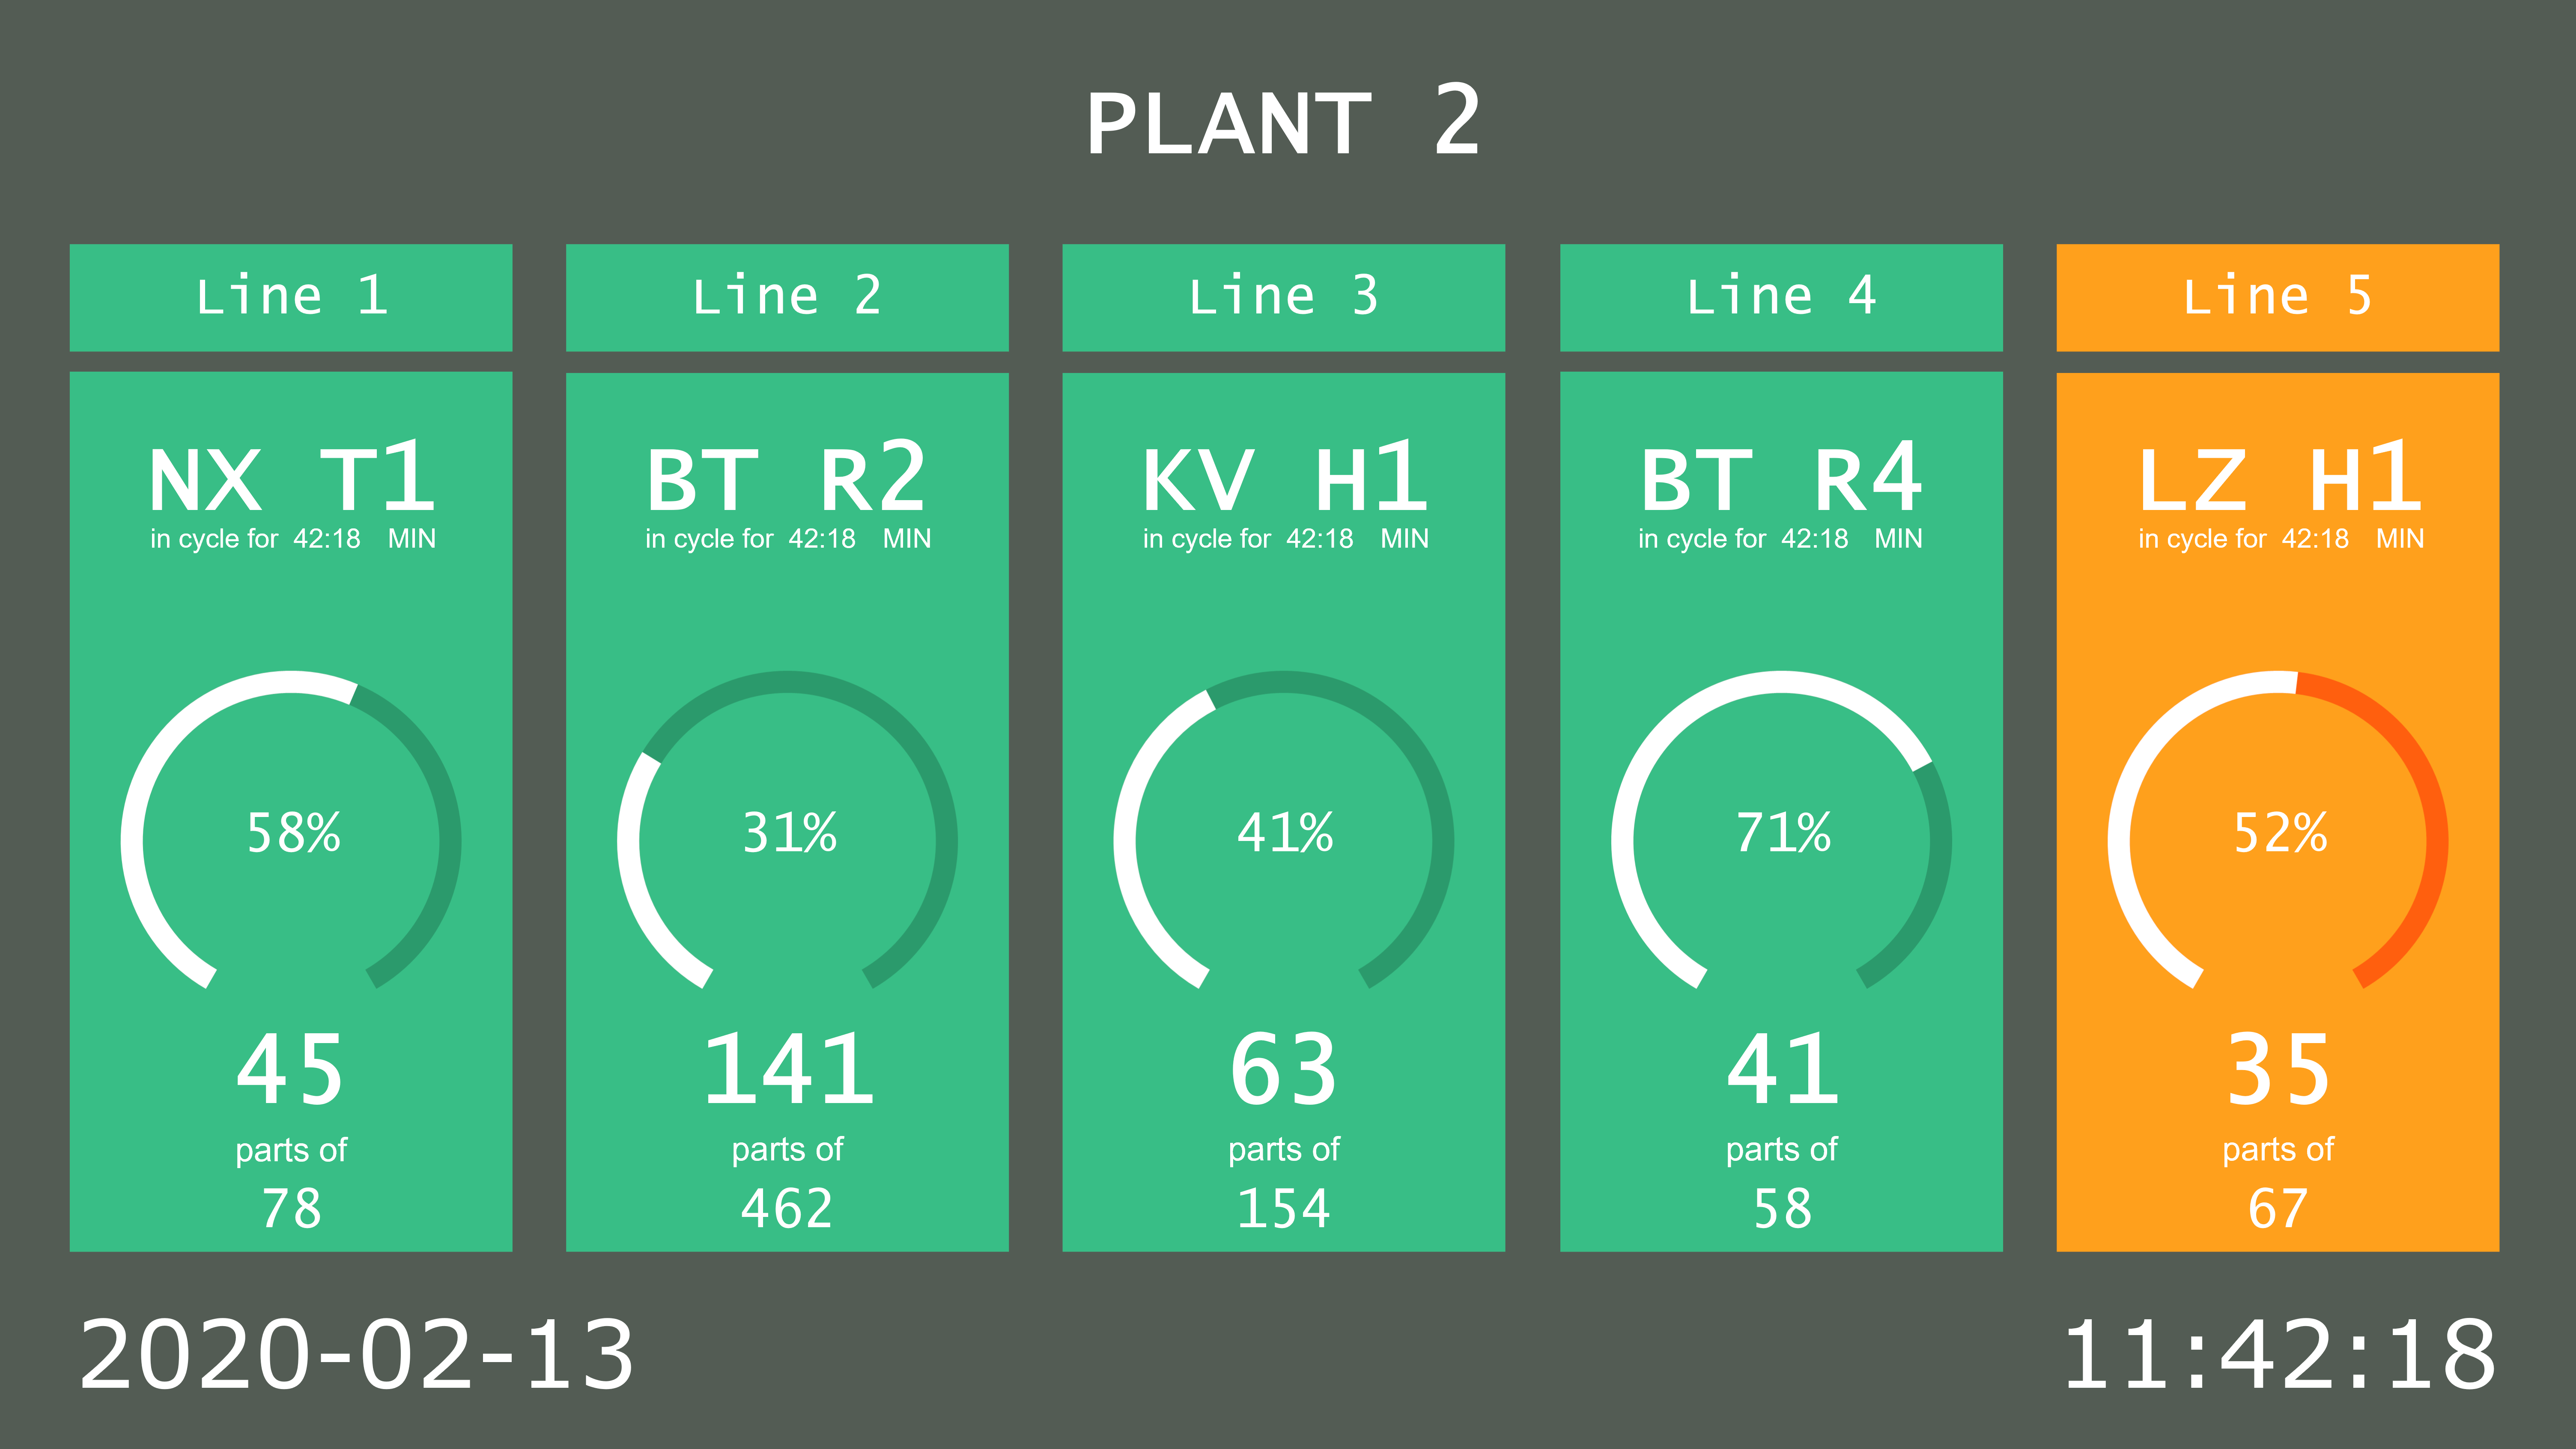 PLANT 2
Line 1
NX T1
in cycle for 42:18 MIN
58%
45
parts of
78
Line 2
BT R2
in cycle for 42:18 MIN
31%
141
parts of
462
Line 3
KV H1
in cycle for 42:18 MIN
41%
63
parts of
154
Line 4
BT R4
in cycle for 42:18 MIN
71%
41
parts of
58
Line 5
LZ H1
in cycle for 42:18 MIN
52%
35
parts of
67
2020-02-13
11:42:18